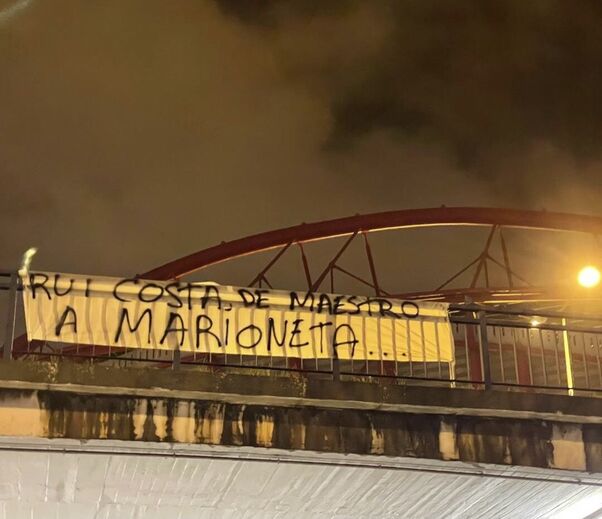 RUI COSTA, DE MAESTRO
A MARIONETA...